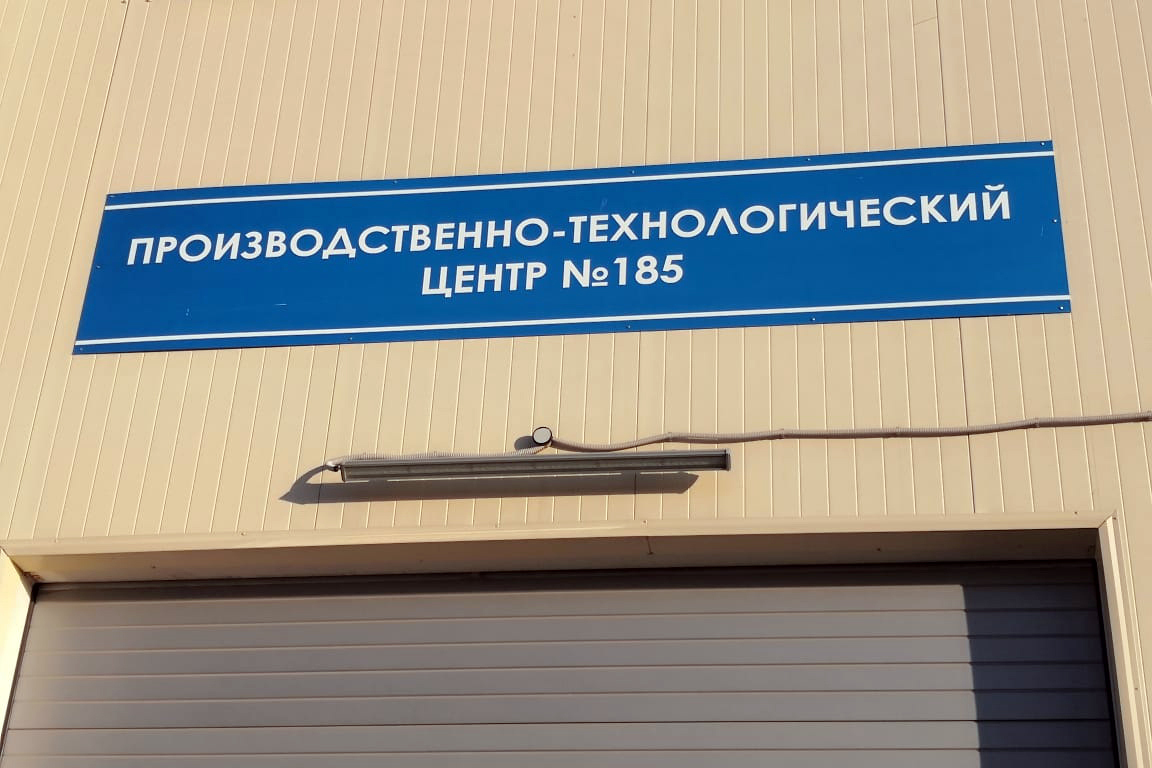 ПРОИЗВОДСТВЕННО-ТЕХНОЛОГИЧЕСКИЙ
ЦЕНТР №185